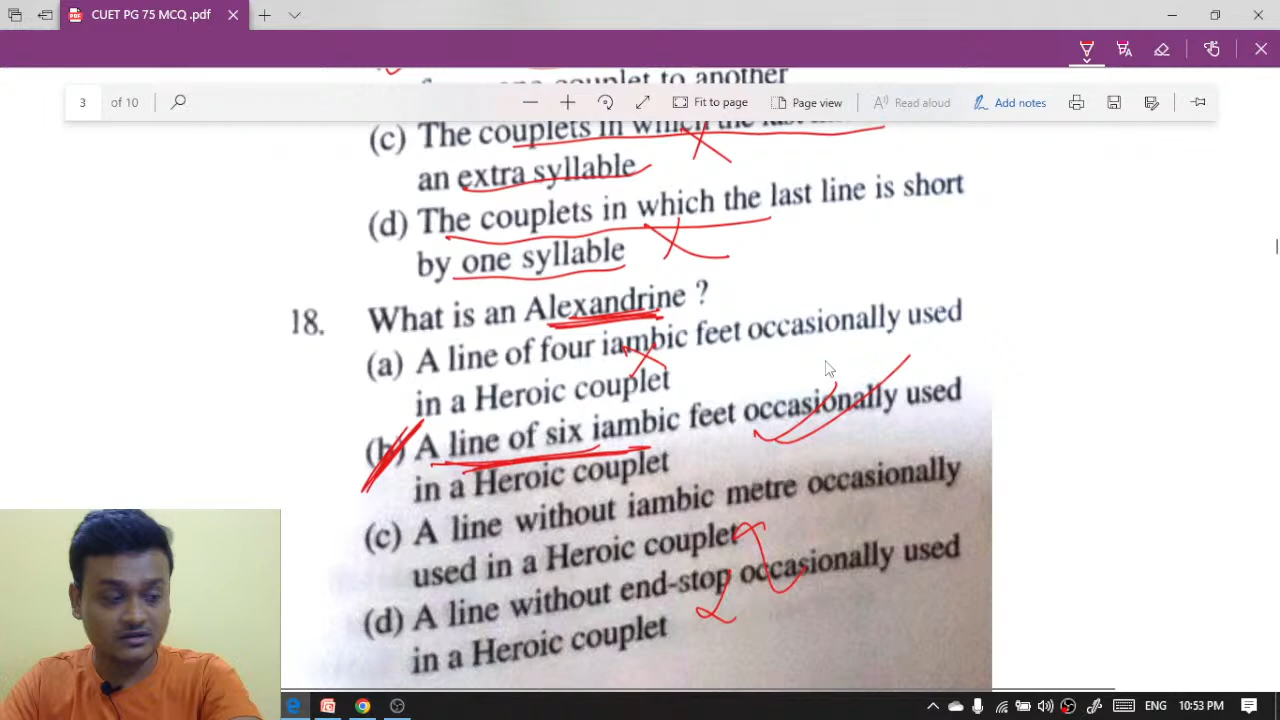 CUET PG 75 MCQ .pdf
3 of 10
Fit to page
Page view
Read aloud
Add notes
one couplet to another
(c) The couplets in which the last
an extra syllable
(d) The couplets in which the last line is short
by one syllable
18. What is an Alexandrine ?
(a) A line of four iambic feet occasionally used
in a Heroic couplet
(b) A line of six iambic feet occasionally used
in a Heroic couplet
(c) A line without iambic metre occasionally
used in a Heroic couplet
(d) A line without end-stop occasionally used
in a Heroic couplet
ENG 10:53 PM